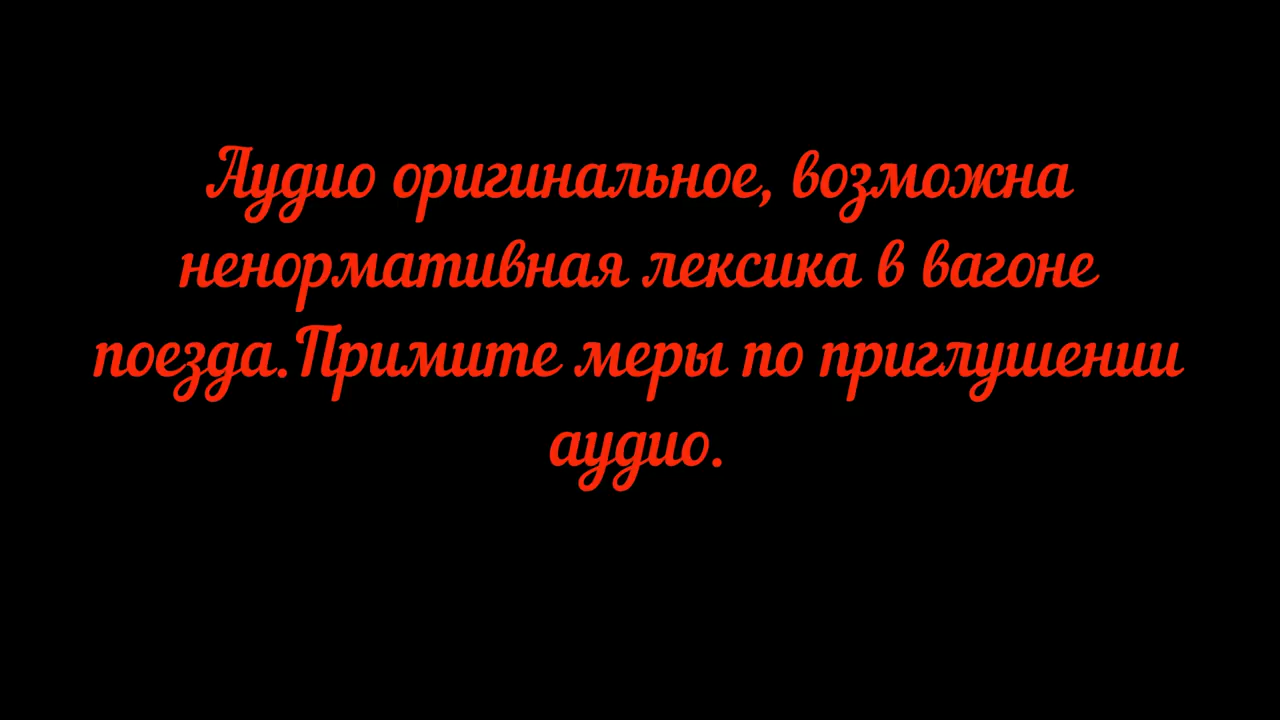 Аудио оригинальное, возможна
ненормативная лексика в вагоне
поезда.Примите меры по приглушении
аудио.